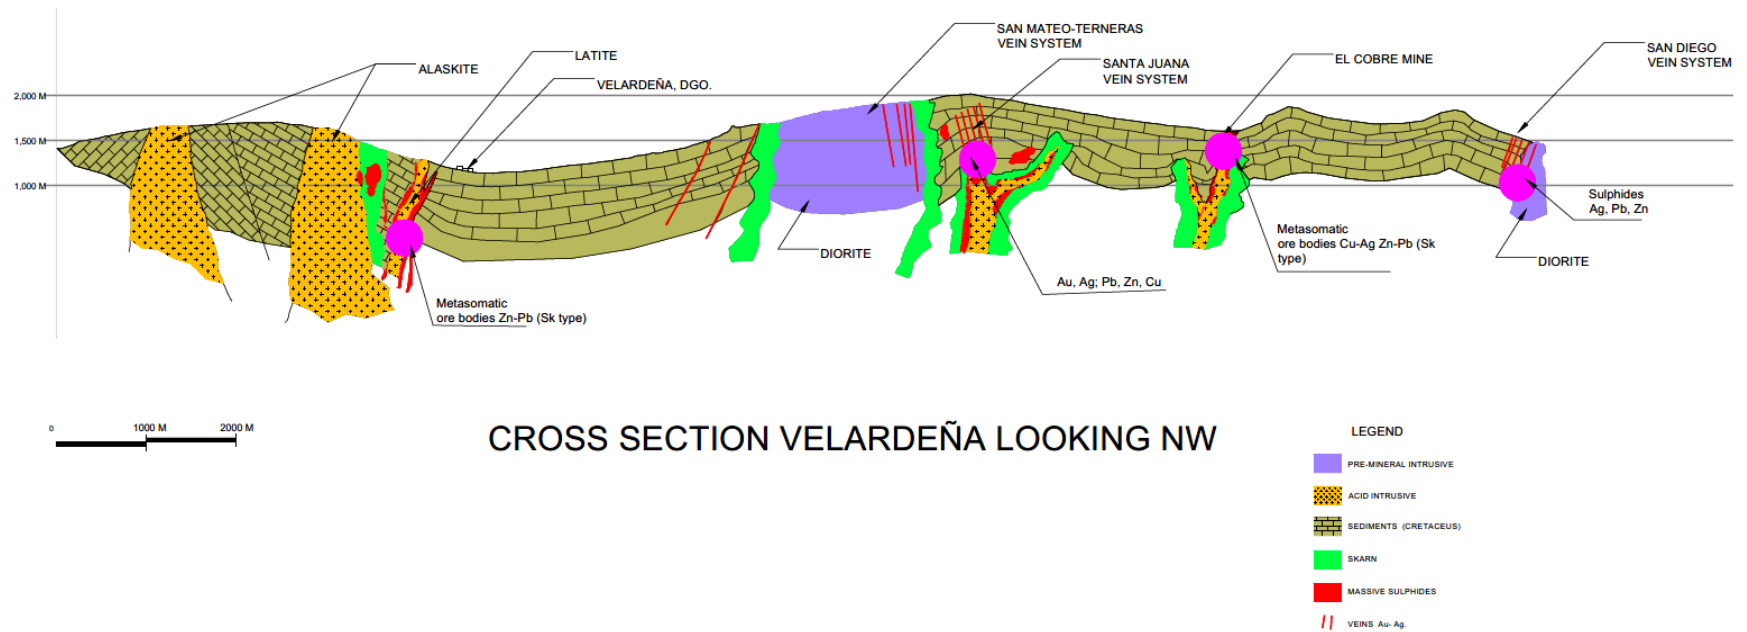 SAN MATEO-TERNERAS
VEIN SYSTEM
SAN DIEGO
VEIN SYSTEM
LATITE
ALASKITE
SANTA JUANA
VEIN SYSTEM
EL COBRE MINE
VELARDEÑA, DGO.
2,000 M
1,500 M
1,000 M
Sulphides
Ag, Pb, Zn
DIORITE
Metasomatic
ore bodies Cu-Ag Zn-Pb (Sk
type)
DIORITE
Au, Ag; Pb, Zn, Cu
Metasomatic
ore bodies Zn-Pb (Sk type)
0 1000 M 2000 M
CROSS SECTION VELARDEÑA LOOKING NW
LEGEND
PRE-MINERAL INTRUSIVE
ACID INTRUSIVE
SEDIMENTS (CRETACEUS)
SKARN
MASSIVE SULPHIDES
VEINS Au- Ag.